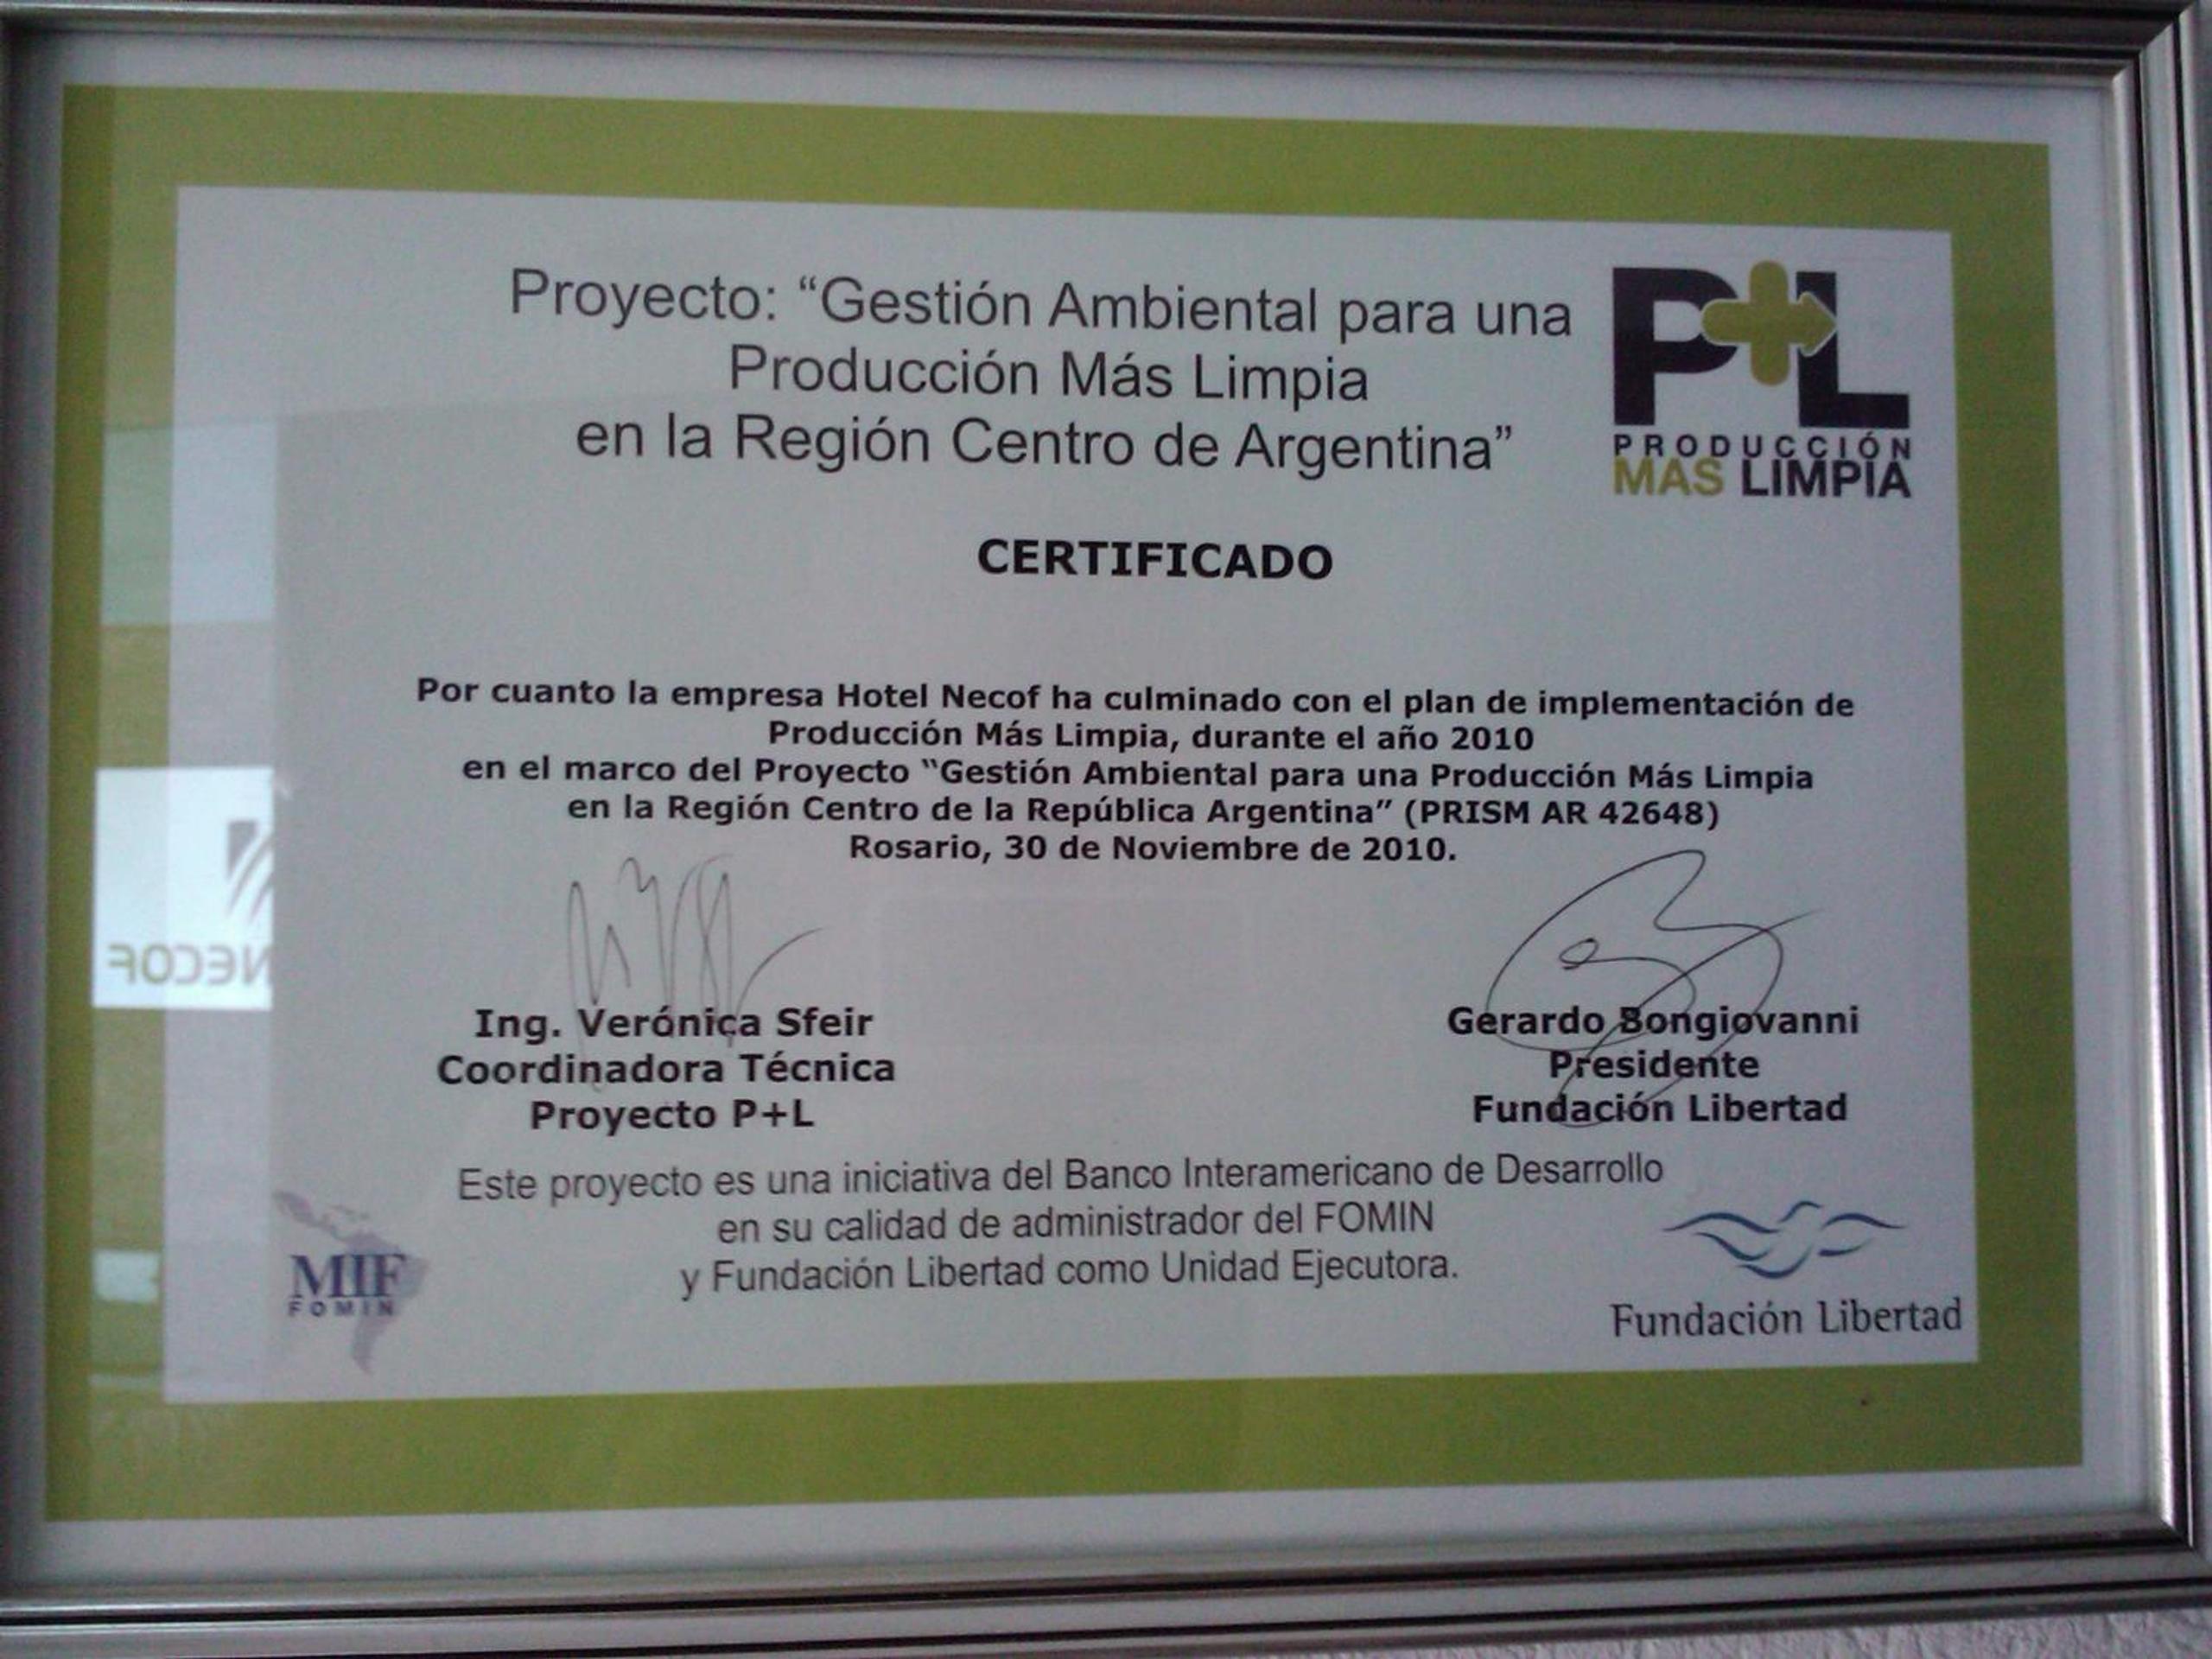 Proyecto: “Gestión Ambiental para una
Producción Más Limpia
en la Región Centro de Argentina”
P+L
PRODUCCIÓN
MAS LIMPIA
CERTIFICADO
Por cuanto la empresa Hotel Necof ha culminado con el plan de implementación de
Producción Más Limpia, durante el año 2010
en el marco del Proyecto “Gestión Ambiental para una Producción Más Limpia
en la Región Centro de la República Argentina” (PRISM AR 42648)
Rosario, 30 de Noviembre de 2010.
NECOF
Ing. Verónica Sfeir
Coordinadora Técnica
Proyecto P+L
Gerardo Bongiovanni
Presidente
Fundación Libertad
Este proyecto es una iniciativa del Banco Interamericano de Desarrollo
en su calidad de administrador del FOMIN
y Fundación Libertad como Unidad Ejecutora.
MIF
FOMIN
Fundación Libertad